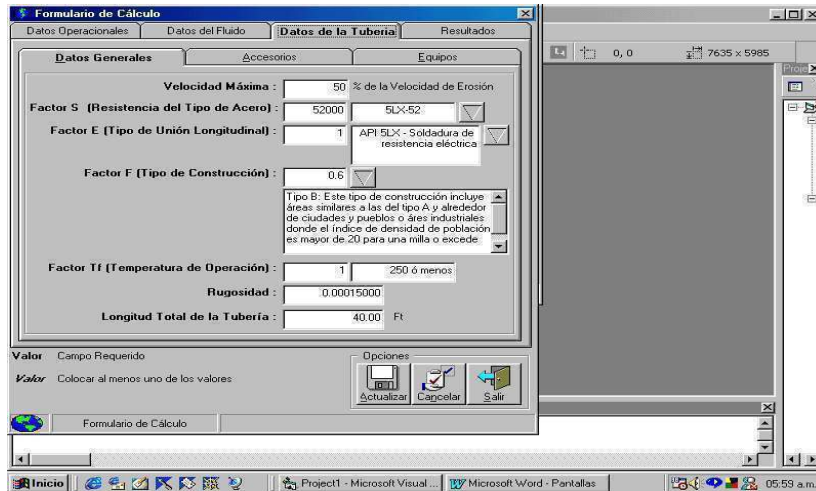 Formulario de Cálculo
Datos Operacionales
Datos del Fluido
Datos de la Tuberia
Resultados
Datos Generales
Accesorios
Equipos
Velocidad Máxima :
50
% de la Velocidad de Erosión
Factor S (Resistencia del Tipo de Acero) :
52000
5LX-52
Factor E (Tipo de Unión Longitudinal) :
1
API 5LX - Soldadura de
resistencia eléctrica
Factor F (Tipo de Construcción) :
0.6
Tipo B: Este tipo de construcción incluye
áreas similares a las del tipo A y alrededor
de ciudades y pueblos o áres industriales
donde el índice de densidad de población
es mayor de 20 para una milla o excede
Factor Tf (Temperatura de Operación) :
1
250 ó menos
Rugosidad :
0.00015000
Longitud Total de la Tubería :
40.00
Ft
Valor
Campo Requerido
Valor
Colocar al menos uno de los valores
Opciones
Actualizar
Cancelar
Salir
Formulario de Cálculo
0, 0
7635 x 5985
Proje
Inicio
Project1 - Microsoft Visual ...
Microsoft Word - Pantallas
05:59 a.m.